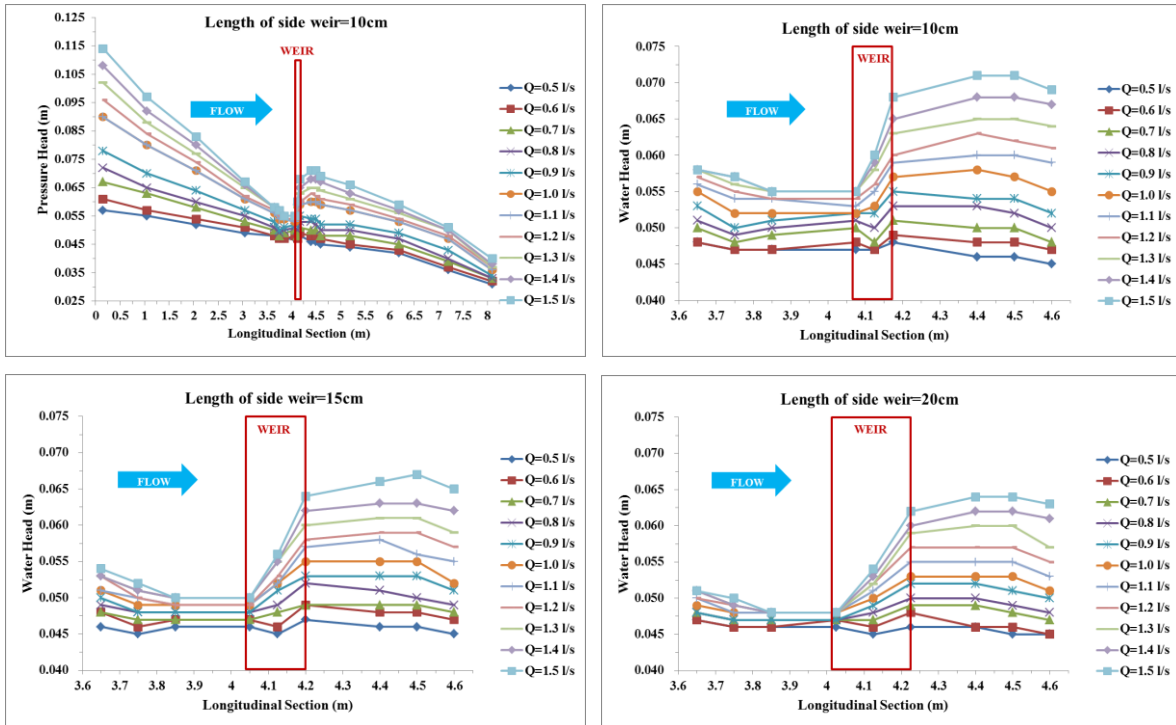 Length of side weir=10cm
WEIR
FLOW
Pressure Head (m)
0.125
0.115
0.105
0.095
0.085
0.075
0.065
0.055
0.045
0.035
0.025
0 0.5 1 1.5 2 2.5 3 3.5 4 4.5 5 5.5 6 6.5 7 7.5 8
Longitudinal Section (m)
Q=0.5 l/s
Q=0.6 l/s
Q=0.7 l/s
Q=0.8 l/s
Q=0.9 l/s
Q=1.0 l/s
Q=1.1 l/s
Q=1.2 l/s
Q=1.3 l/s
Q=1.4 l/s
Q=1.5 l/s
Length of side weir=10cm
WEIR
FLOW
Water Head (m)
0.075
0.070
0.065
0.060
0.055
0.050
0.045
0.040
3.6 3.7 3.8 3.9 4 4.1 4.2 4.3 4.4 4.5 4.6
Longitudinal Section (m)
Q=0.5 l/s
Q=0.6 l/s
Q=0.7 l/s
Q=0.8 l/s
Q=0.9 l/s
Q=1.0 l/s
Q=1.1 l/s
Q=1.2 l/s
Q=1.3 l/s
Q=1.4 l/s
Q=1.5 l/s
Length of side weir=15cm
WEIR
FLOW
Water Head (m)
0.075
0.070
0.065
0.060
0.055
0.050
0.045
0.040
3.6 3.7 3.8 3.9 4 4.1 4.2 4.3 4.4 4.5 4.6
Longitudinal Section (m)
Q=0.5 l/s
Q=0.6 l/s
Q=0.7 l/s
Q=0.8 l/s
Q=0.9 l/s
Q=1.0 l/s
Q=1.1 l/s
Q=1.2 l/s
Q=1.3 l/s
Q=1.4 l/s
Q=1.5 l/s
Length of side weir=20cm
WEIR
FLOW
Water Head (m)
0.075
0.070
0.065
0.060
0.055
0.050
0.045
0.040
3.6 3.7 3.8 3.9 4 4.1 4.2 4.3 4.4 4.5 4.6
Longitudinal Section (m)
Q=0.5 l/s
Q=0.6 l/s
Q=0.7 l/s
Q=0.8 l/s
Q=0.9 l/s
Q=1.0 l/s
Q=1.1 l/s
Q=1.2 l/s
Q=1.3 l/s
Q=1.4 l/s
Q=1.5 l/s